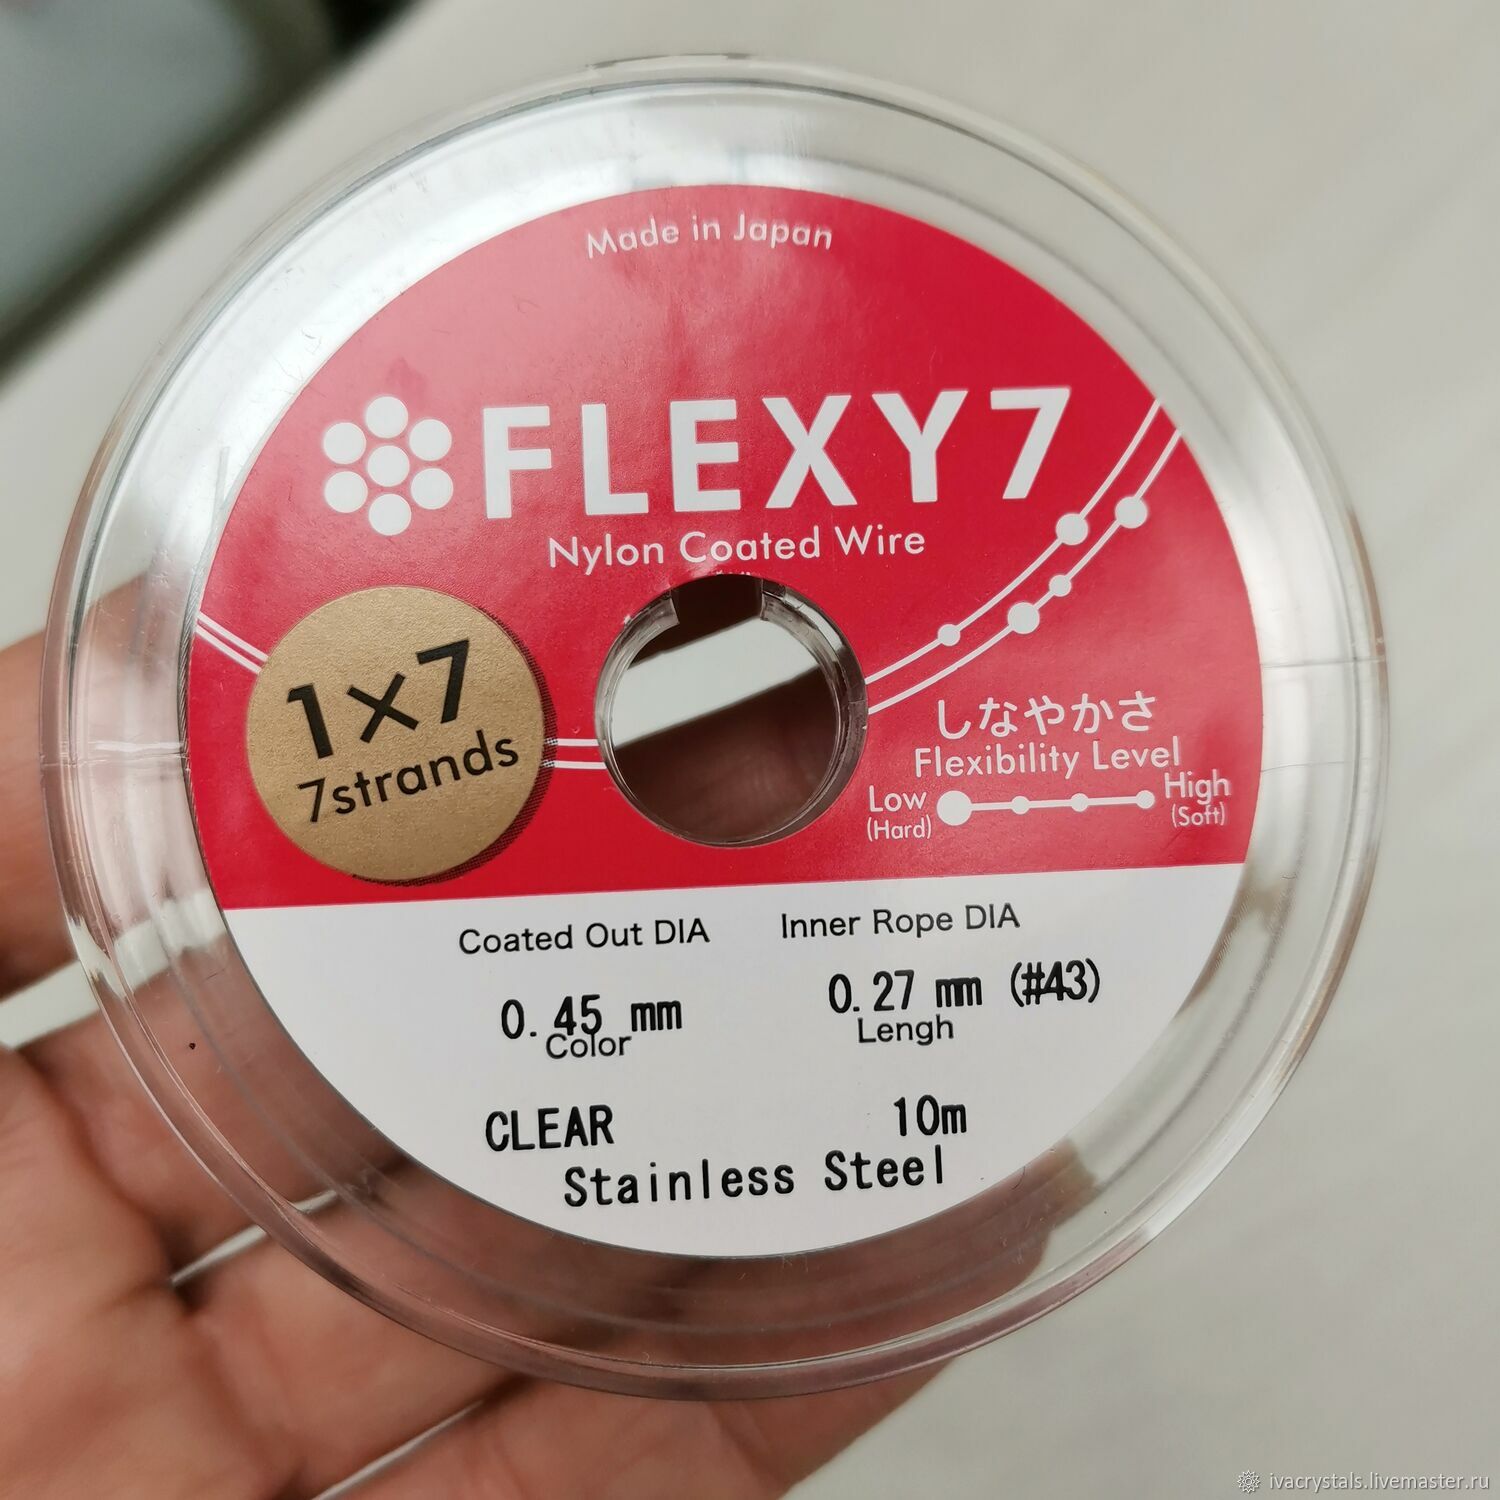 Made in Japan
FLEXY7
Nylon Coated Wire
1×7
7strands
しなやかさ
Flexibility Level
Low High
(Hard) (Soft)
Coated Out DIA Inner Rope DIA
0.45 mm 0.27 mm (#43)
Color Lengh
CLEAR 10m
Stainless Steel
ivacrystals.livemaster.ru